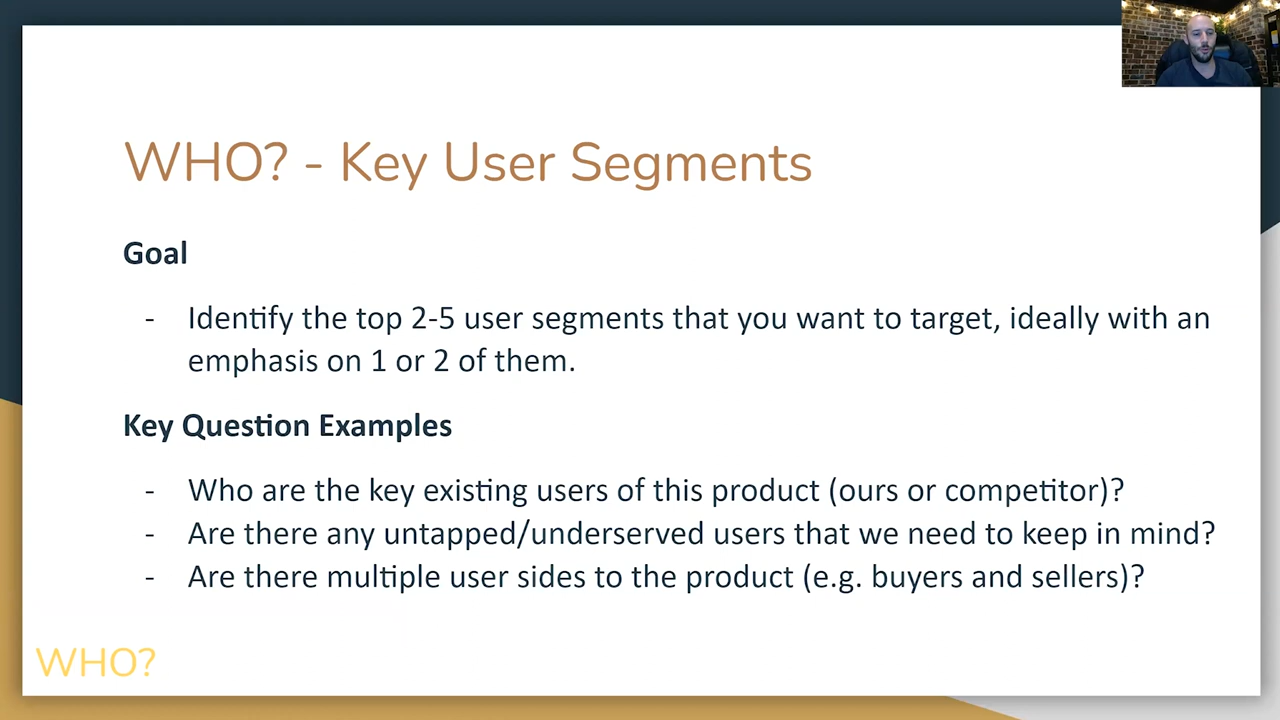 WHO? - Key User Segments
Goal
- Identify the top 2-5 user segments that you want to target, ideally with an
emphasis on 1 or 2 of them.
Key Question Examples
- Who are the key existing users of this product (ours or competitor)?
- Are there any untapped/underserved users that we need to keep in mind?
- Are there multiple user sides to the product (e.g. buyers and sellers)?
WHO?